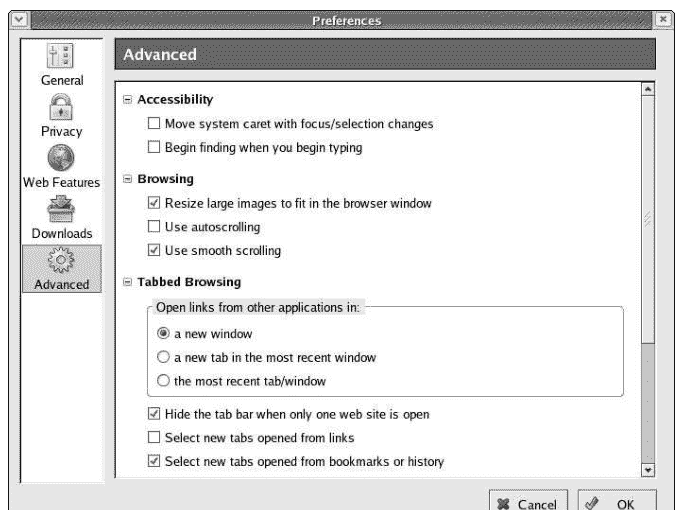 Preferences
General
Privacy
Web Features
Downloads
Advanced
Advanced
Accessibility
Move system caret with focus/selection changes
Begin finding when you begin typing
Browsing
Resize large images to fit in the browser window
Use autoscrolling
Use smooth scrolling
Tabbed Browsing
Open links from other applications in:
a new window
a new tab in the most recent window
the most recent tab/window
Hide the tab bar when only one web site is open
Select new tabs opened from links
Select new tabs opened from bookmarks or history
Cancel
OK